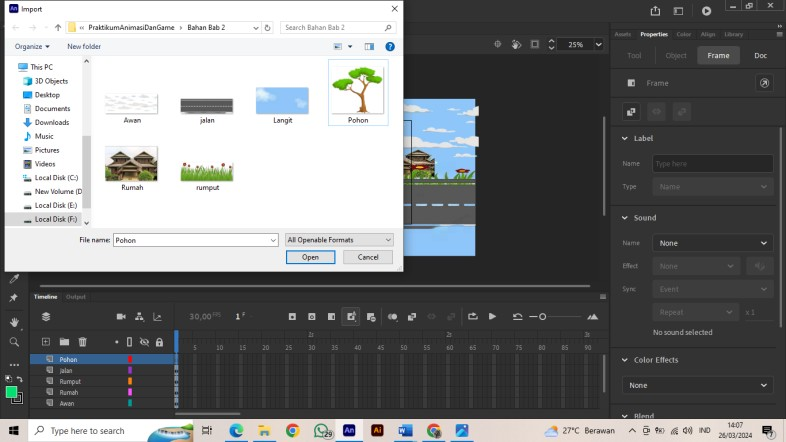 An Import
« PraktikumAnimasiDanGame › Bahan Bab 2
Search Bahan Bab 2
Organize
New folder
This PC
3D Objects
Desktop
Documents
Downloads
Music
Pictures
Videos
Local Disk (C:)
New Volume (D
Local Disk (E:)
Local Disk (F:)
Awan
jalan
Langit
Pohon
Rumah
rumput
File name:
Pohon
All Openable Formats
Open
Cancel
25%
Assets
Properties
Color
Align
Library
Tool
Object
Frame
Doc
Frame
Label
Name
Type here
Type
Name
Sound
Name
None
Effect
None
Sync
Event
Repeat
x 1
No sound selected
Color Effects
None
Blend
Timeline
Output
30,00 FPS
1 F
1s
2s
3s
5 10 15 20 25 30 35 40 45 50 55 60 65 70 75 80 85 90
Pohon
Jalan
Rumput
Rumah
Awan
Type here to search
29
An
Ai
27°C Berawan
IND
14:07
26/03/2024
7